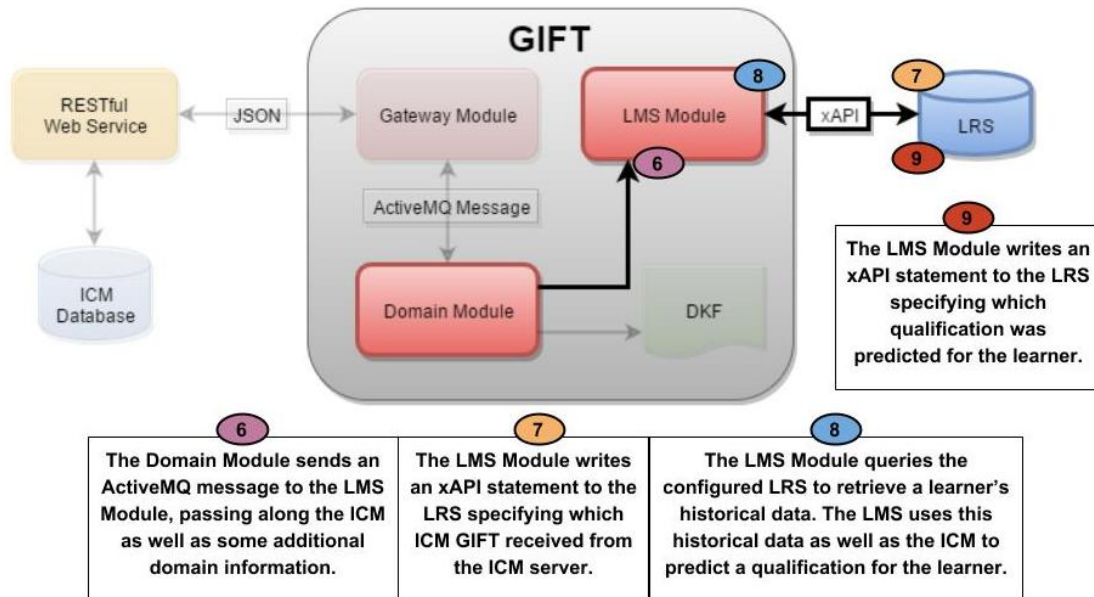 GIFT
RESTful
Web Service
JSON
Gateway Module
LMS Module
8
xAPI
7
LRS
9
6
ActiveMQ Message
ICM
Database
Domain Module
DKF
9
The LMS Module writes an
xAPI statement to the LRS
specifying which
qualification was
predicted for the learner.
6
The Domain Module sends an
ActiveMQ message to the LMS
Module, passing along the ICM
as well as some additional
domain information.
7
The LMS Module writes
an xAPI statement to the
LRS specifying which
ICM GIFT received from
the ICM server.
8
The LMS Module queries the
configured LRS to retrieve a learner's
historical data. The LMS uses this
historical data as well as the ICM to
predict a qualification for the learner.